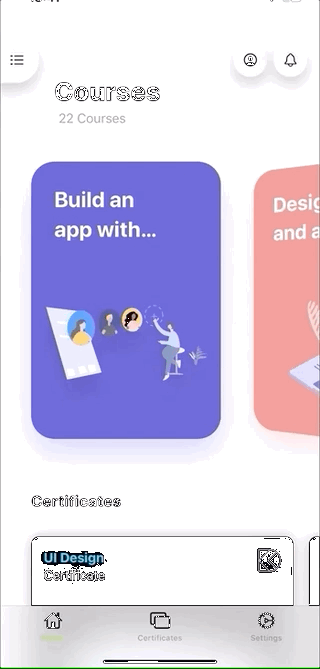 Courses
22 Courses
Build an
app with...
Desig
and a
Certificates
UI Design
Certificate
Home
Certificates
Settings